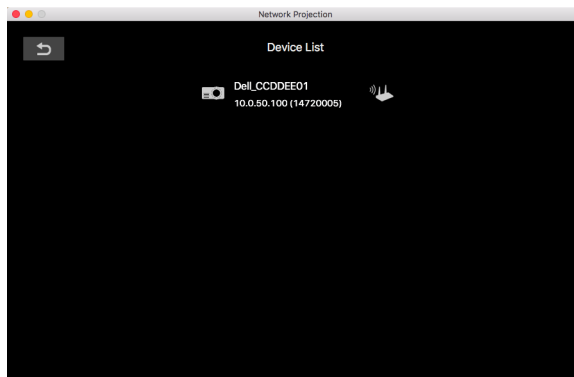 Network Projection
Device List
Dell_CCDDEE01
10.0.50.100 (14720005)